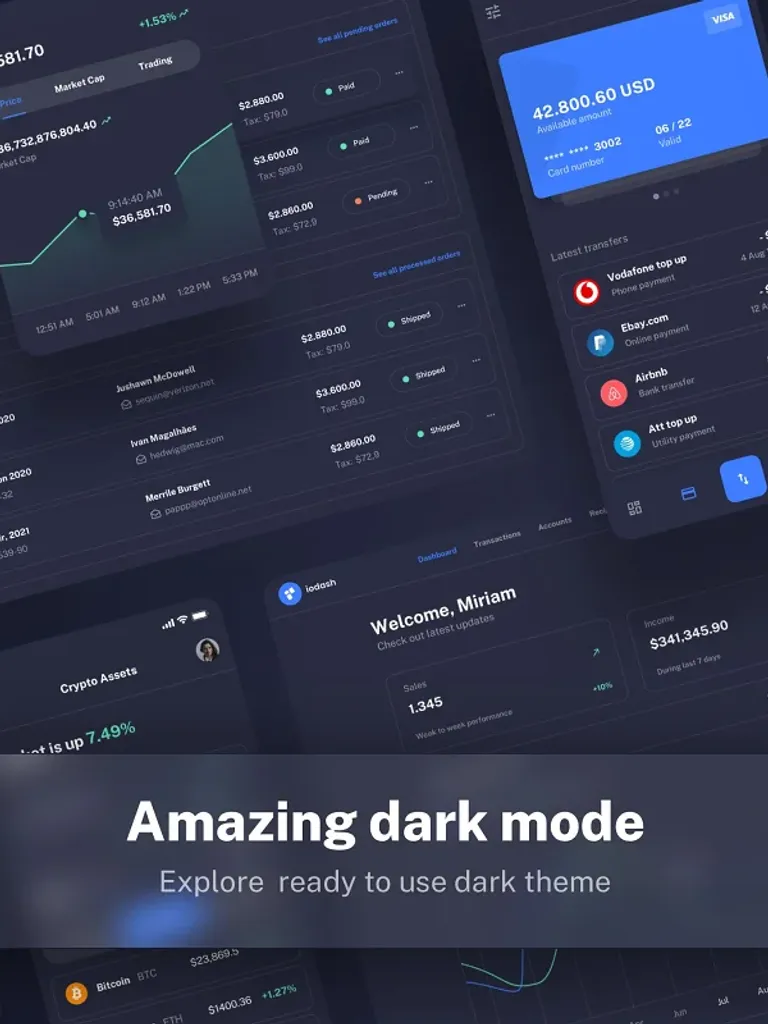 +1.53%
581.70
Price
Market Cap
Trading
36,732,876,804.40
Market Cap
9:14:40 AM
$36,581.70
12:51 AM 5:01 AM 9:12 AM 1:22 PM 5:33 PM
See all pending orders
$2.880.00
Tax: $79.0
Paid
$3.600.00
Tax: $99.0
Paid
$2.860.00
Tax: $72.9
Pending
See all processed orders
$2.880.00
Tax: $79.0
Shipped
Jushawn McDowell
sequin@verizon.net
$3.600.00
Tax: $99.0
Shipped
Ivan Magalhães
hedwig@mac.com
$2.860.00
Tax: $72.9
Shipped
Merrile Burgett
pappp@optonline.net
2020
on 2020
-32
ir, 2021
539-90
VISA
42.800.60 USD
Available amount
•••• •••• 3002
Card number
06 / 22
Valid
Latest transfers
Vodafone top up
Phone payment
- $
4 Aug
Ebay.com
Online payment
- $
12 A
Airbnb
Bank transfer
Att top up
Utility payment
iodash
Dashboard Transactions Accounts
Welcome, Miriam
Check out latest updates
Sales
1.345
+10%
Weak to week performance
Income
$341,345.90
During last 7 days
Crypto Assets
ket is up 7.49%
Amazing dark mode
Explore ready to use dark theme
Bitcoin BTC
$23,869.5
ETH
$1400.36 +1.27%
Jun Jul Au